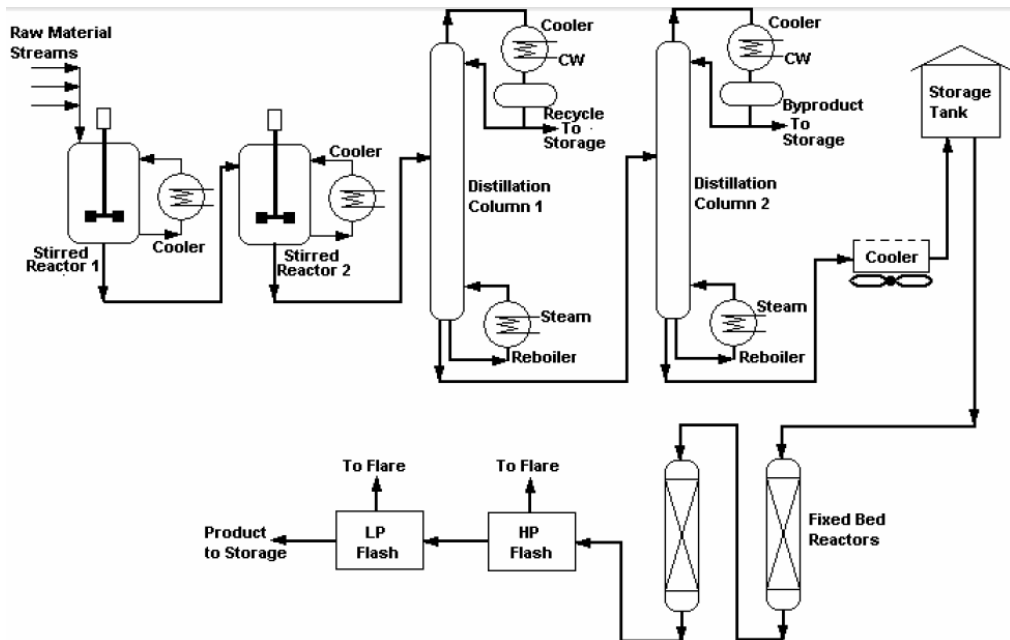 Raw Material
Streams
Stirred
Reactor 1
Cooler
Cooler
Stirred
Reactor 2
Cooler
CW
Recycle
To
Storage
Distillation
Column 1
Steam
Reboiler
Cooler
CW
Byproduct
To
Storage
Distillation
Column 2
Steam
Reboiler
Cooler
Storage
Tank
Fixed Bed
Reactors
To Flare
HP
Flash
To Flare
LP
Flash
Product
to Storage